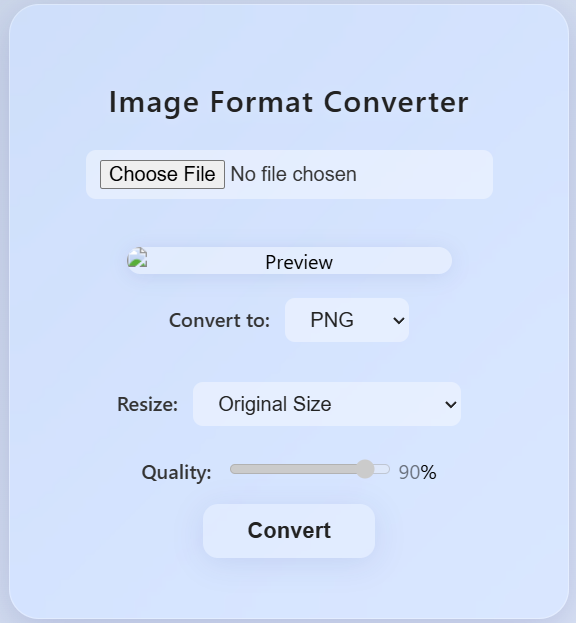 Image Format Converter
Choose File No file chosen
Preview
Convert to: PNG
Resize: Original Size
Quality: 90%
Convert